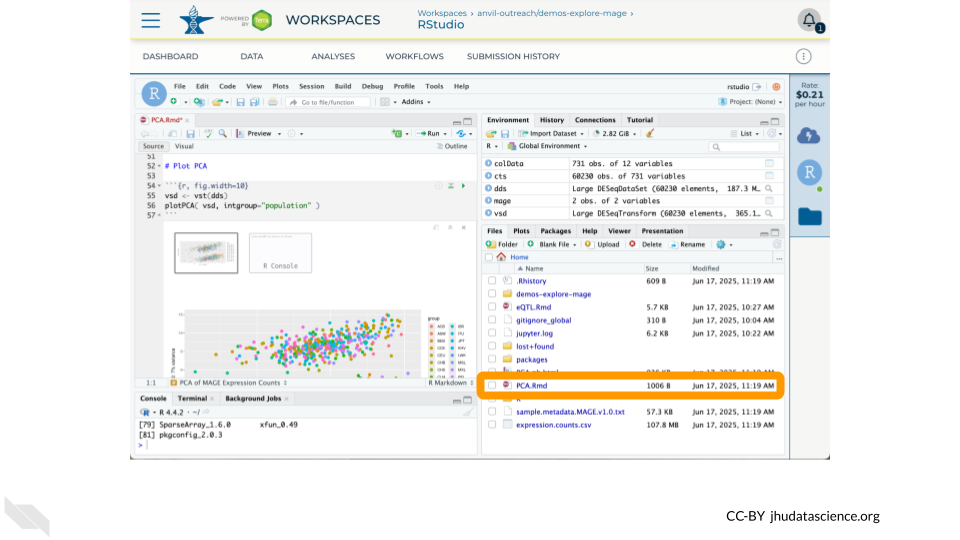 POWERED BY Terra
WORKSPACES
Workspaces › anvil-outreach/demos-explore-mage ›
RStudio
1
DASHBOARD DATA ANALYSES WORKFLOWS SUBMISSION HISTORY
Rate:
$0.21
per hour
R File Edit Code View Plots Session Build Debug Profile Tools Help rstudio
Go to file/function Addins Project: (None)
PCA.Rmd* ×
Preview Run
Source Visual Outline
51
52 # Plot PCA
53
54 ```{r, fig.width=10}
55 vsd <- vst(dds)
56 plotPCA( vsd, intgroup="population" )
57 ```
R Console
group
1:1 PCA of MAGE Expression Counts R Markdown
Console Terminal × Background Jobs ×
R 4.4.2 · ~/
[79] SparseArray_1.6.0 xfun_0.49
[81] pkgconfig_2.0.3
>
Environment History Connections Tutorial
Import Dataset 2.82 GiB List
R Global Environment
colData 731 obs. of 12 variables
cts 60230 obs. of 731 variables
dds Large DESeqDataSet (60230 elements, 187.3 M…
mage 2 obs. of 2 variables
vsd Large DESeqTransform (60230 elements, 365.1…
Files Plots Packages Help Viewer Presentation
Folder Blank File Upload Delete Rename
Home ...
Name Size Modified
.Rhistory 609 B Jun 17, 2025, 11:19 AM
demos-explore-mage
eQTL.Rmd 5.7 KB Jun 17, 2025, 10:27 AM
gitignore_global 310 B Jun 17, 2025, 10:04 AM
jupyter.log 6.2 KB Jun 17, 2025, 10:22 AM
lost+found
packages
PCA.Rmd 1006 B Jun 17, 2025, 11:19 AM
R
sample.metadata.MAGE.v1.0.txt 57.3 KB Jun 17, 2025, 11:19 AM
expression.counts.csv 107.8 MB Jun 17, 2025, 11:19 AM
R
CC-BY jhudatascience.org